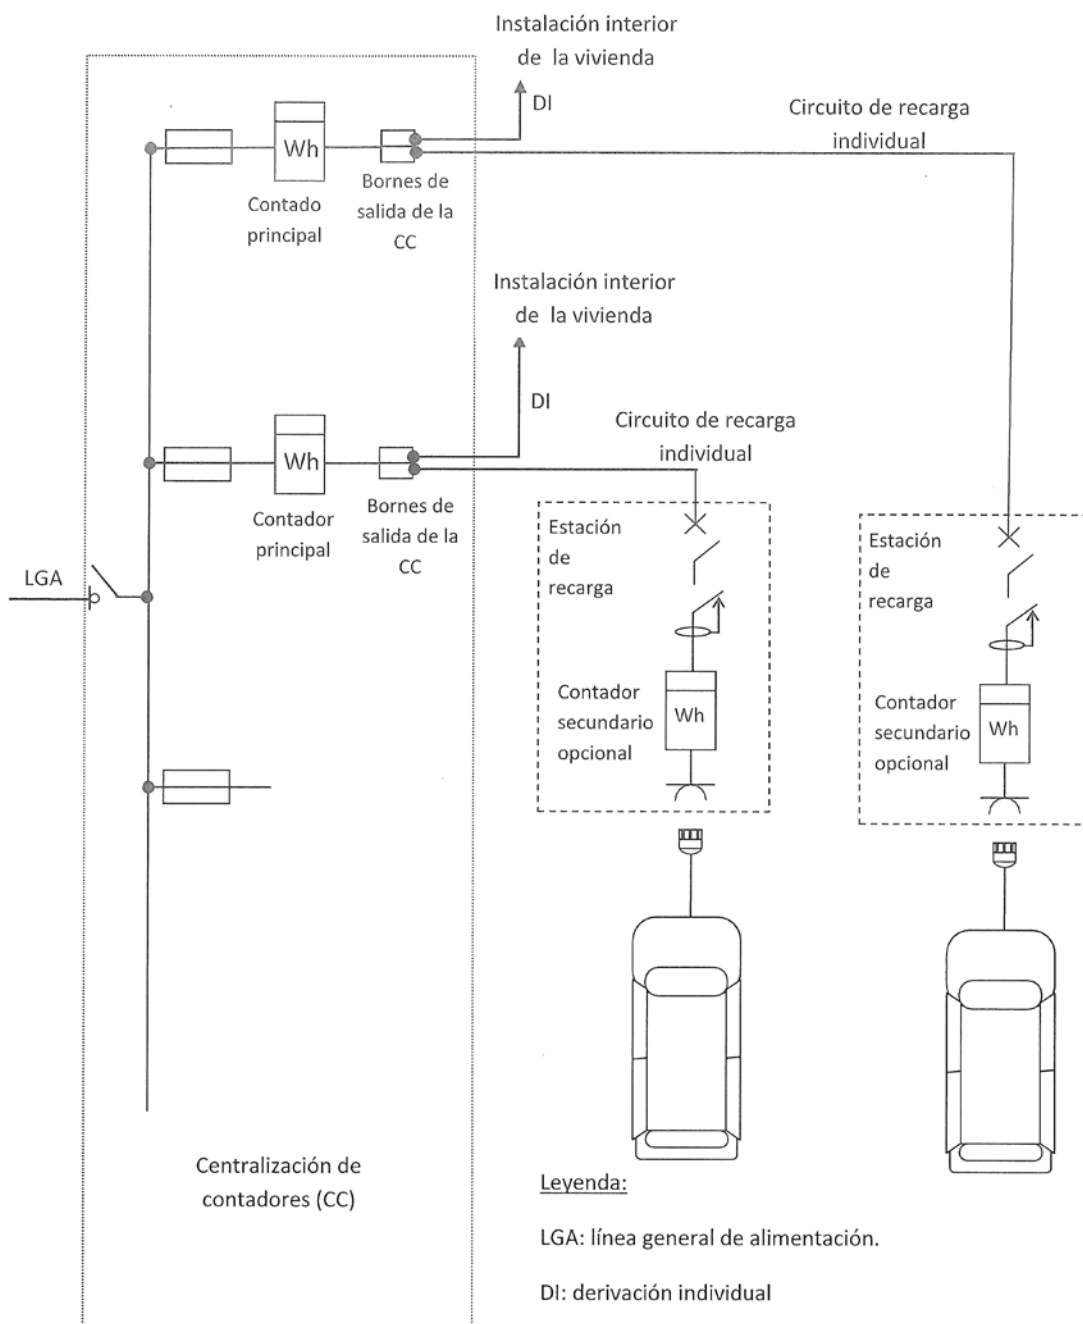 Instalación interior
de la vivienda
DI
Circuito de recarga
individual
Wh
Contado
principal
Bornes de
salida de la
CC
Instalación interior
de la vivienda
DI
Circuito de recarga
individual
Wh
Contador
principal
Bornes de
salida de la
CC
LGA
Estación
de
recarga
Contador
secundario
opcional
Wh
Estación
de
recarga
Contador
secundario
opcional
Wh
Centralización de
contadores (CC)
Leyenda:
LGA: línea general de alimentación.
DI: derivación individual